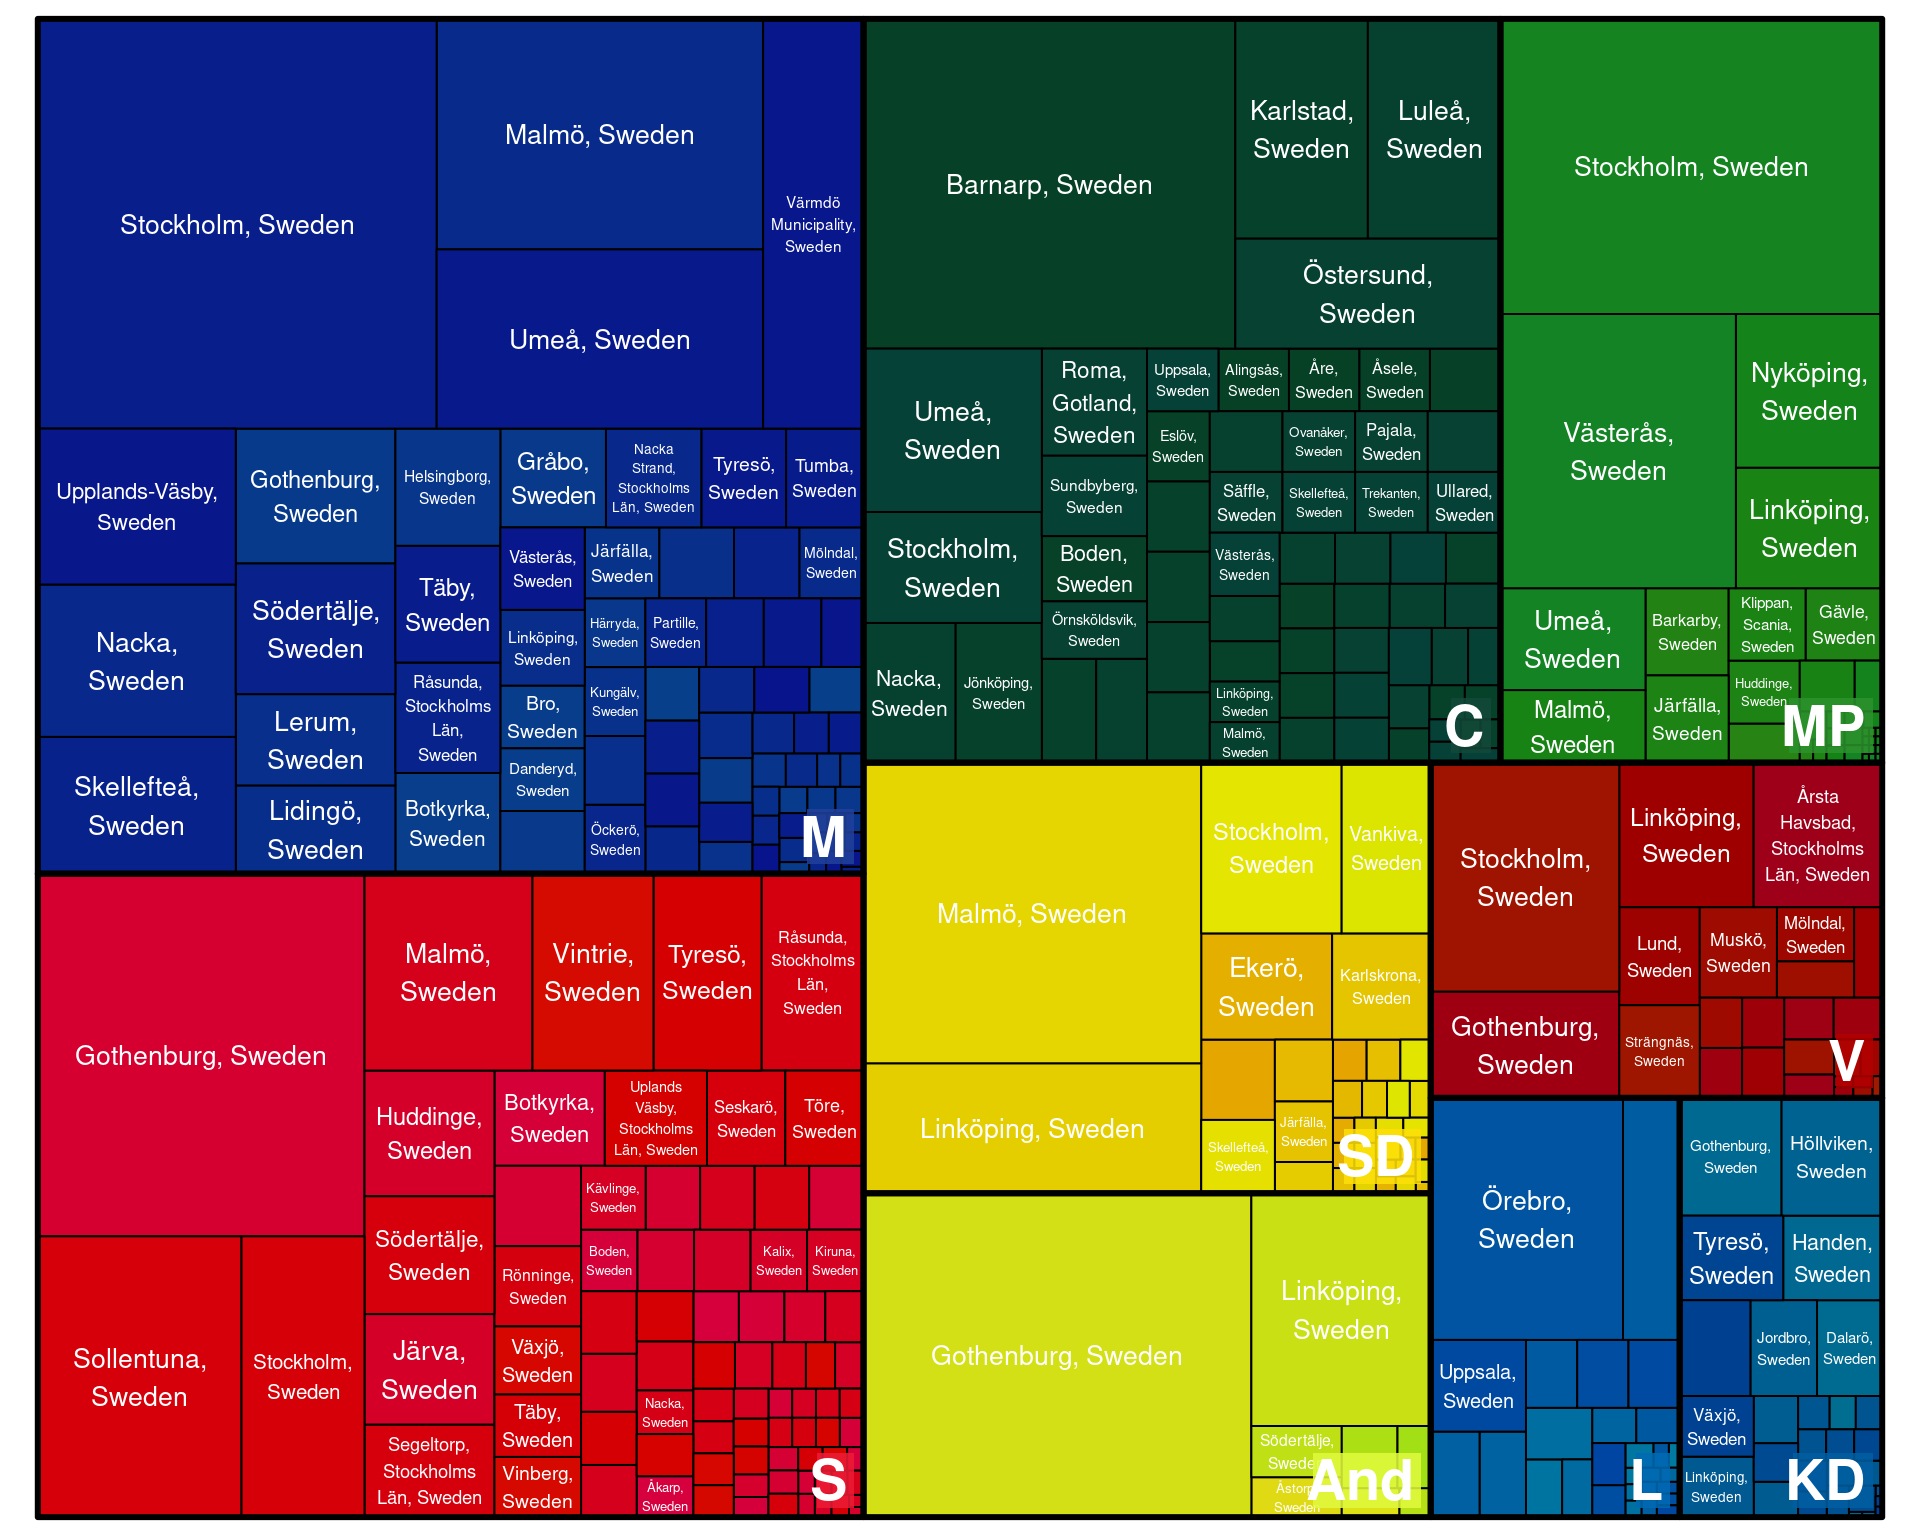 Stockholm, Sweden
Malmö, Sweden
Umeå, Sweden
Värmdö
Municipality,
Sweden
Upplands-Väsby,
Sweden
Nacka,
Sweden
Skellefteå,
Sweden
Gothenburg,
Sweden
Södertälje,
Sweden
Lerum,
Sweden
Lidingö,
Sweden
Helsingborg,
Sweden
Täby,
Sweden
Råsunda,
Stockholms
Län,
Sweden
Botkyrka,
Sweden
Gråbo,
Sweden
Nacka
Strand,
Stockholms
Län, Sweden
Tyresö,
Sweden
Tumba,
Sweden
Västerås,
Sweden
Järfälla,
Sweden
Mölndal,
Sweden
Linköping,
Sweden
Härryda,
Sweden
Partille,
Sweden
Bro,
Sweden
Kungälv,
Sweden
Danderyd,
Sweden
Öckerö,
Sweden
M
Barnarp, Sweden
Karlstad,
Sweden
Luleå,
Sweden
Östersund,
Sweden
Umeå,
Sweden
Stockholm,
Sweden
Nacka,
Sweden
Jönköping,
Sweden
Roma,
Gotland,
Sweden
Sundbyberg,
Sweden
Boden,
Sweden
Örnsköldsvik,
Sweden
Uppsala,
Sweden
Alingsås,
Sweden
Åre,
Sweden
Åsele,
Sweden
Eslöv,
Sweden
Ovanåker,
Sweden
Pajala,
Sweden
Säffle,
Sweden
Skellefteå,
Sweden
Trekanten,
Sweden
Ullared,
Sweden
Västerås,
Sweden
Linköping,
Sweden
Malmö,
Sweden
C
Stockholm, Sweden
Västerås,
Sweden
Nyköping,
Sweden
Linköping,
Sweden
Umeå,
Sweden
Malmö,
Sweden
Barkarby,
Sweden
Järfälla,
Sweden
Klippan,
Scania,
Sweden
Gävle,
Sweden
Huddinge,
Sweden
MP
Gothenburg, Sweden
Sollentuna,
Sweden
Stockholm,
Sweden
Malmö,
Sweden
Vintrie,
Sweden
Tyresö,
Sweden
Råsunda,
Stockholms
Län,
Sweden
Huddinge,
Sweden
Södertälje,
Sweden
Järva,
Sweden
Segeltorp,
Stockholms
Län, Sweden
Botkyrka,
Sweden
Uplands
Väsby,
Stockholms
Län, Sweden
Seskarö,
Sweden
Töre,
Sweden
Rönninge,
Sweden
Växjö,
Sweden
Täby,
Sweden
Vinberg,
Sweden
Kävlinge,
Sweden
Boden,
Sweden
Kalix,
Sweden
Kiruna,
Sweden
Nacka,
Sweden
Åkarp,
Sweden
S
Malmö, Sweden
Linköping, Sweden
Stockholm,
Sweden
Vankiva,
Sweden
Ekerö,
Sweden
Karlskrona,
Sweden
Skellefteå,
Sweden
Järfälla,
Sweden
SD
Gothenburg, Sweden
Linköping,
Sweden
Södertälje,
Sweden
Åstorp,
Sweden
And
Stockholm,
Sweden
Gothenburg,
Sweden
Linköping,
Sweden
Årsta
Havsbad,
Stockholms
Län, Sweden
Lund,
Sweden
Muskö,
Sweden
Mölndal,
Sweden
Strängnäs,
Sweden
V
Örebro,
Sweden
Uppsala,
Sweden
L
Gothenburg,
Sweden
Höllviken,
Sweden
Tyresö,
Sweden
Handen,
Sweden
Jordbro,
Sweden
Dalarö,
Sweden
Växjö,
Sweden
Linköping,
Sweden
KD